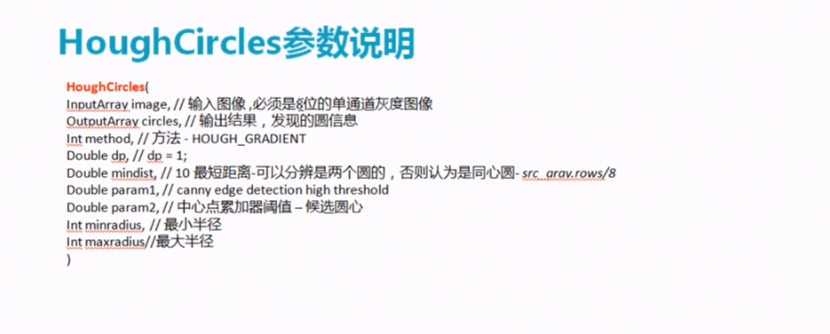 HoughCircles参数说明
HoughCircles(
InputArray image, // 输入图像 ,必须是8位的单通道灰度图像
OutputArray circles, // 输出结果，发现的圆信息
Int method, // 方法 - HOUGH_GRADIENT
Double dp, // dp = 1;
Double mindist, // 10 最短距离-可以分辨是两个圆的，否则认为是同心圆- src_gray.rows/8
Double param1, // canny edge detection high threshold
Double param2, // 中心点累加器阈值 – 候选圆心
Int minradius, // 最小半径
Int maxradius//最大半径
)